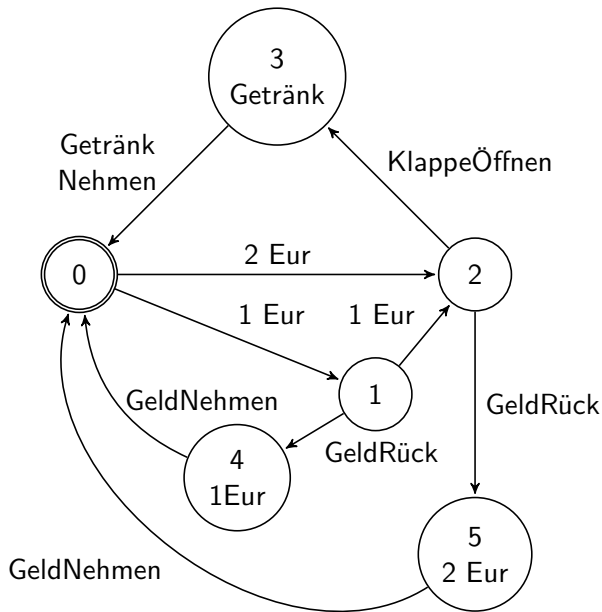 3
Getränk
Getränk
Nehmen
KlappeÖffnen
0
2 Eur
2
1 Eur
1 Eur
1
GeldNehmen
GeldRück
GeldRück
4
1Eur
5
2 Eur
GeldNehmen